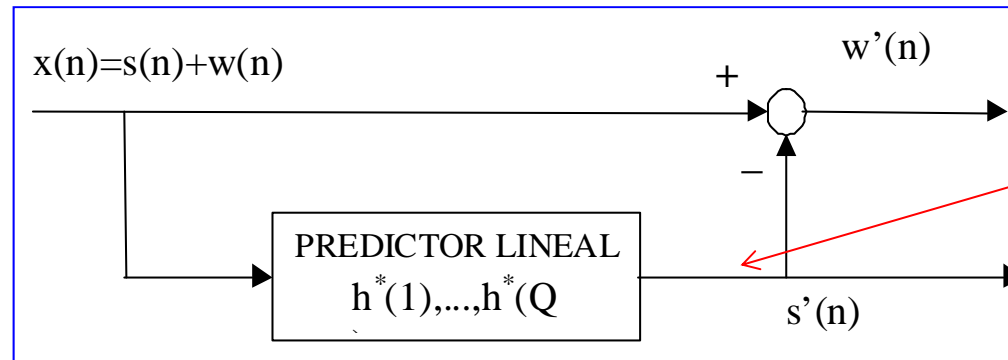 x(n)=s(n)+w(n)
w’(n)
+
−
PREDICTOR LINEAL
h*(1),...,h*(Q
s’(n)